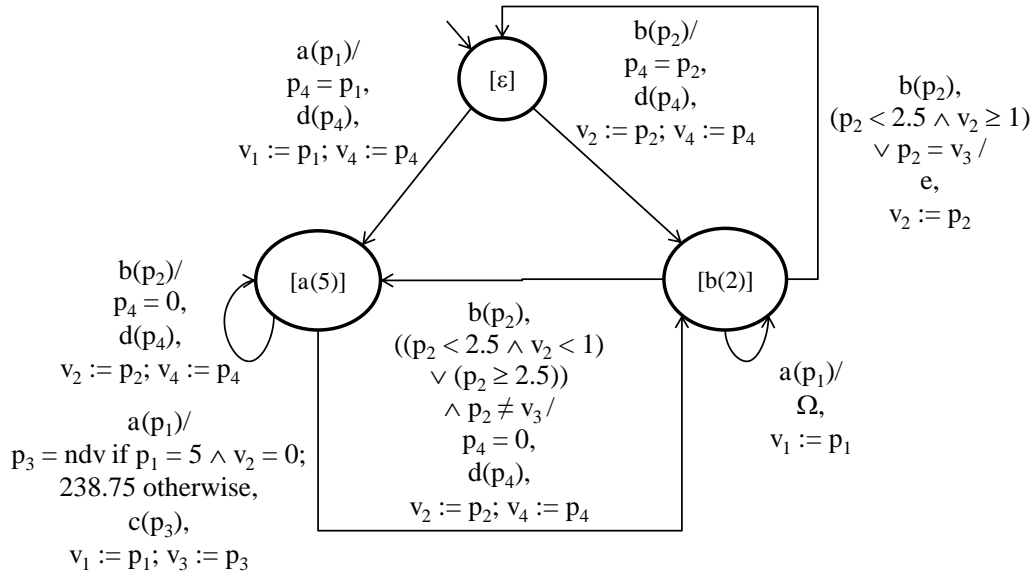 a(p₁)/
p₄ = p₁,
d(p₄),
v₁ := p₁; v₄ := p₄
[ε]
b(p₂)/
p₄ = p₂,
d(p₄),
v₂ := p₂; v₄ := p₄
b(p₂),
(p₂ < 2.5 ∧ v₂ ≥ 1)
∨ p₂ = v₃ /
e,
v₂ := p₂
[a(5)]
[b(2)]
b(p₂)/
p₄ = 0,
d(p₄),
v₂ := p₂; v₄ := p₄
b(p₂),
((p₂ < 2.5 ∧ v₂ < 1)
∨ (p₂ ≥ 2.5))
∧ p₂ ≠ v₃ /
p₄ = 0,
d(p₄),
v₂ := p₂; v₄ := p₄
a(p₁)/
Ω,
v₁ := p₁
a(p₁)/
p₃ = ndv if p₁ = 5 ∧ v₂ = 0;
238.75 otherwise,
c(p₃),
v₁ := p₁; v₃ := p₃